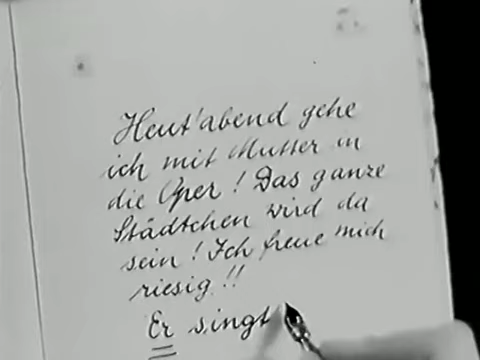 Heut'abend gehe
ich mit Mutter in
die Oper! Das ganze
Städtchen wird da
sein! Ich freue mich
riesig!!
Er singt